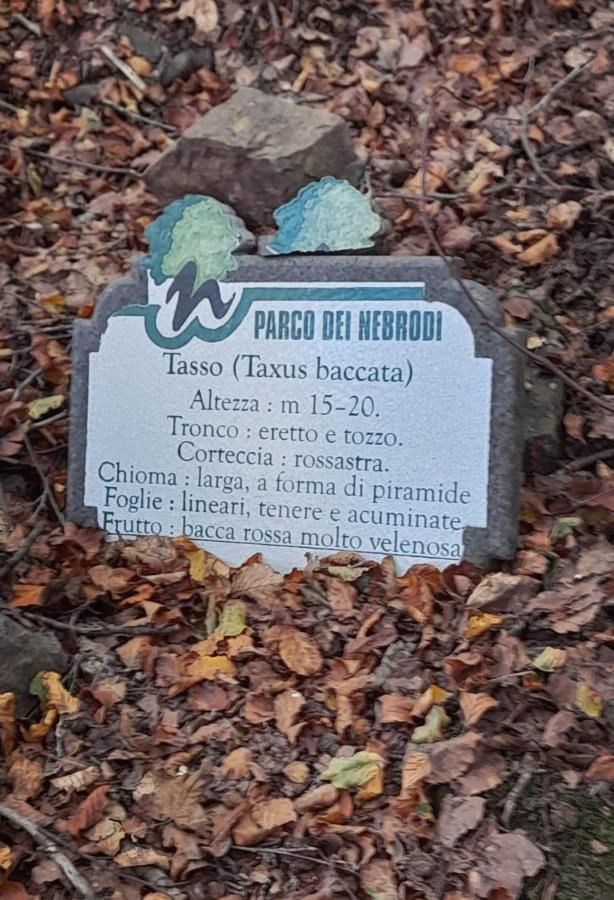 PARCO DEI NEBRODI
Tasso (Taxus baccata)
Altezza : m 15-20.
Tronco : eretto e tozzo.
Corteccia : rossastra.
Chioma : larga, a forma di piramide
Foglie : lineari, tenere e acuminate
Frutto : bacca rossa molto velenosa